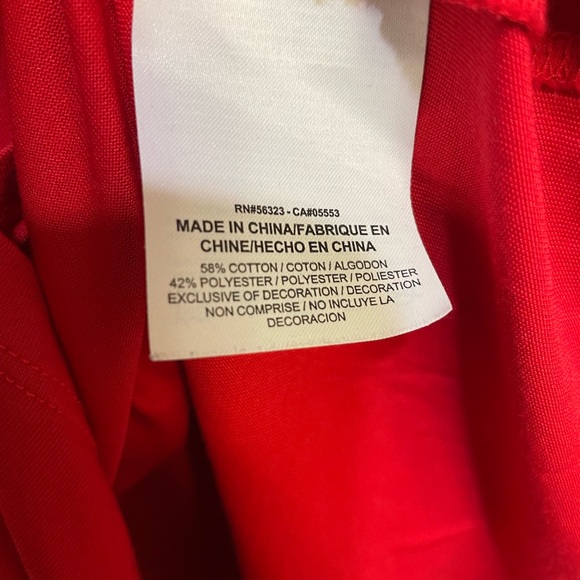 RN#56323 - CA#05553
MADE IN CHINA/FABRIQUE EN
CHINE/HECHO EN CHINA
58% COTTON / COTON / ALGODON
42% POLYESTER / POLYESTER / POLIESTER
EXCLUSIVE OF DECORATION / DECORATION
NON COMPRISE / NO INCLUYE LA
DECORACION